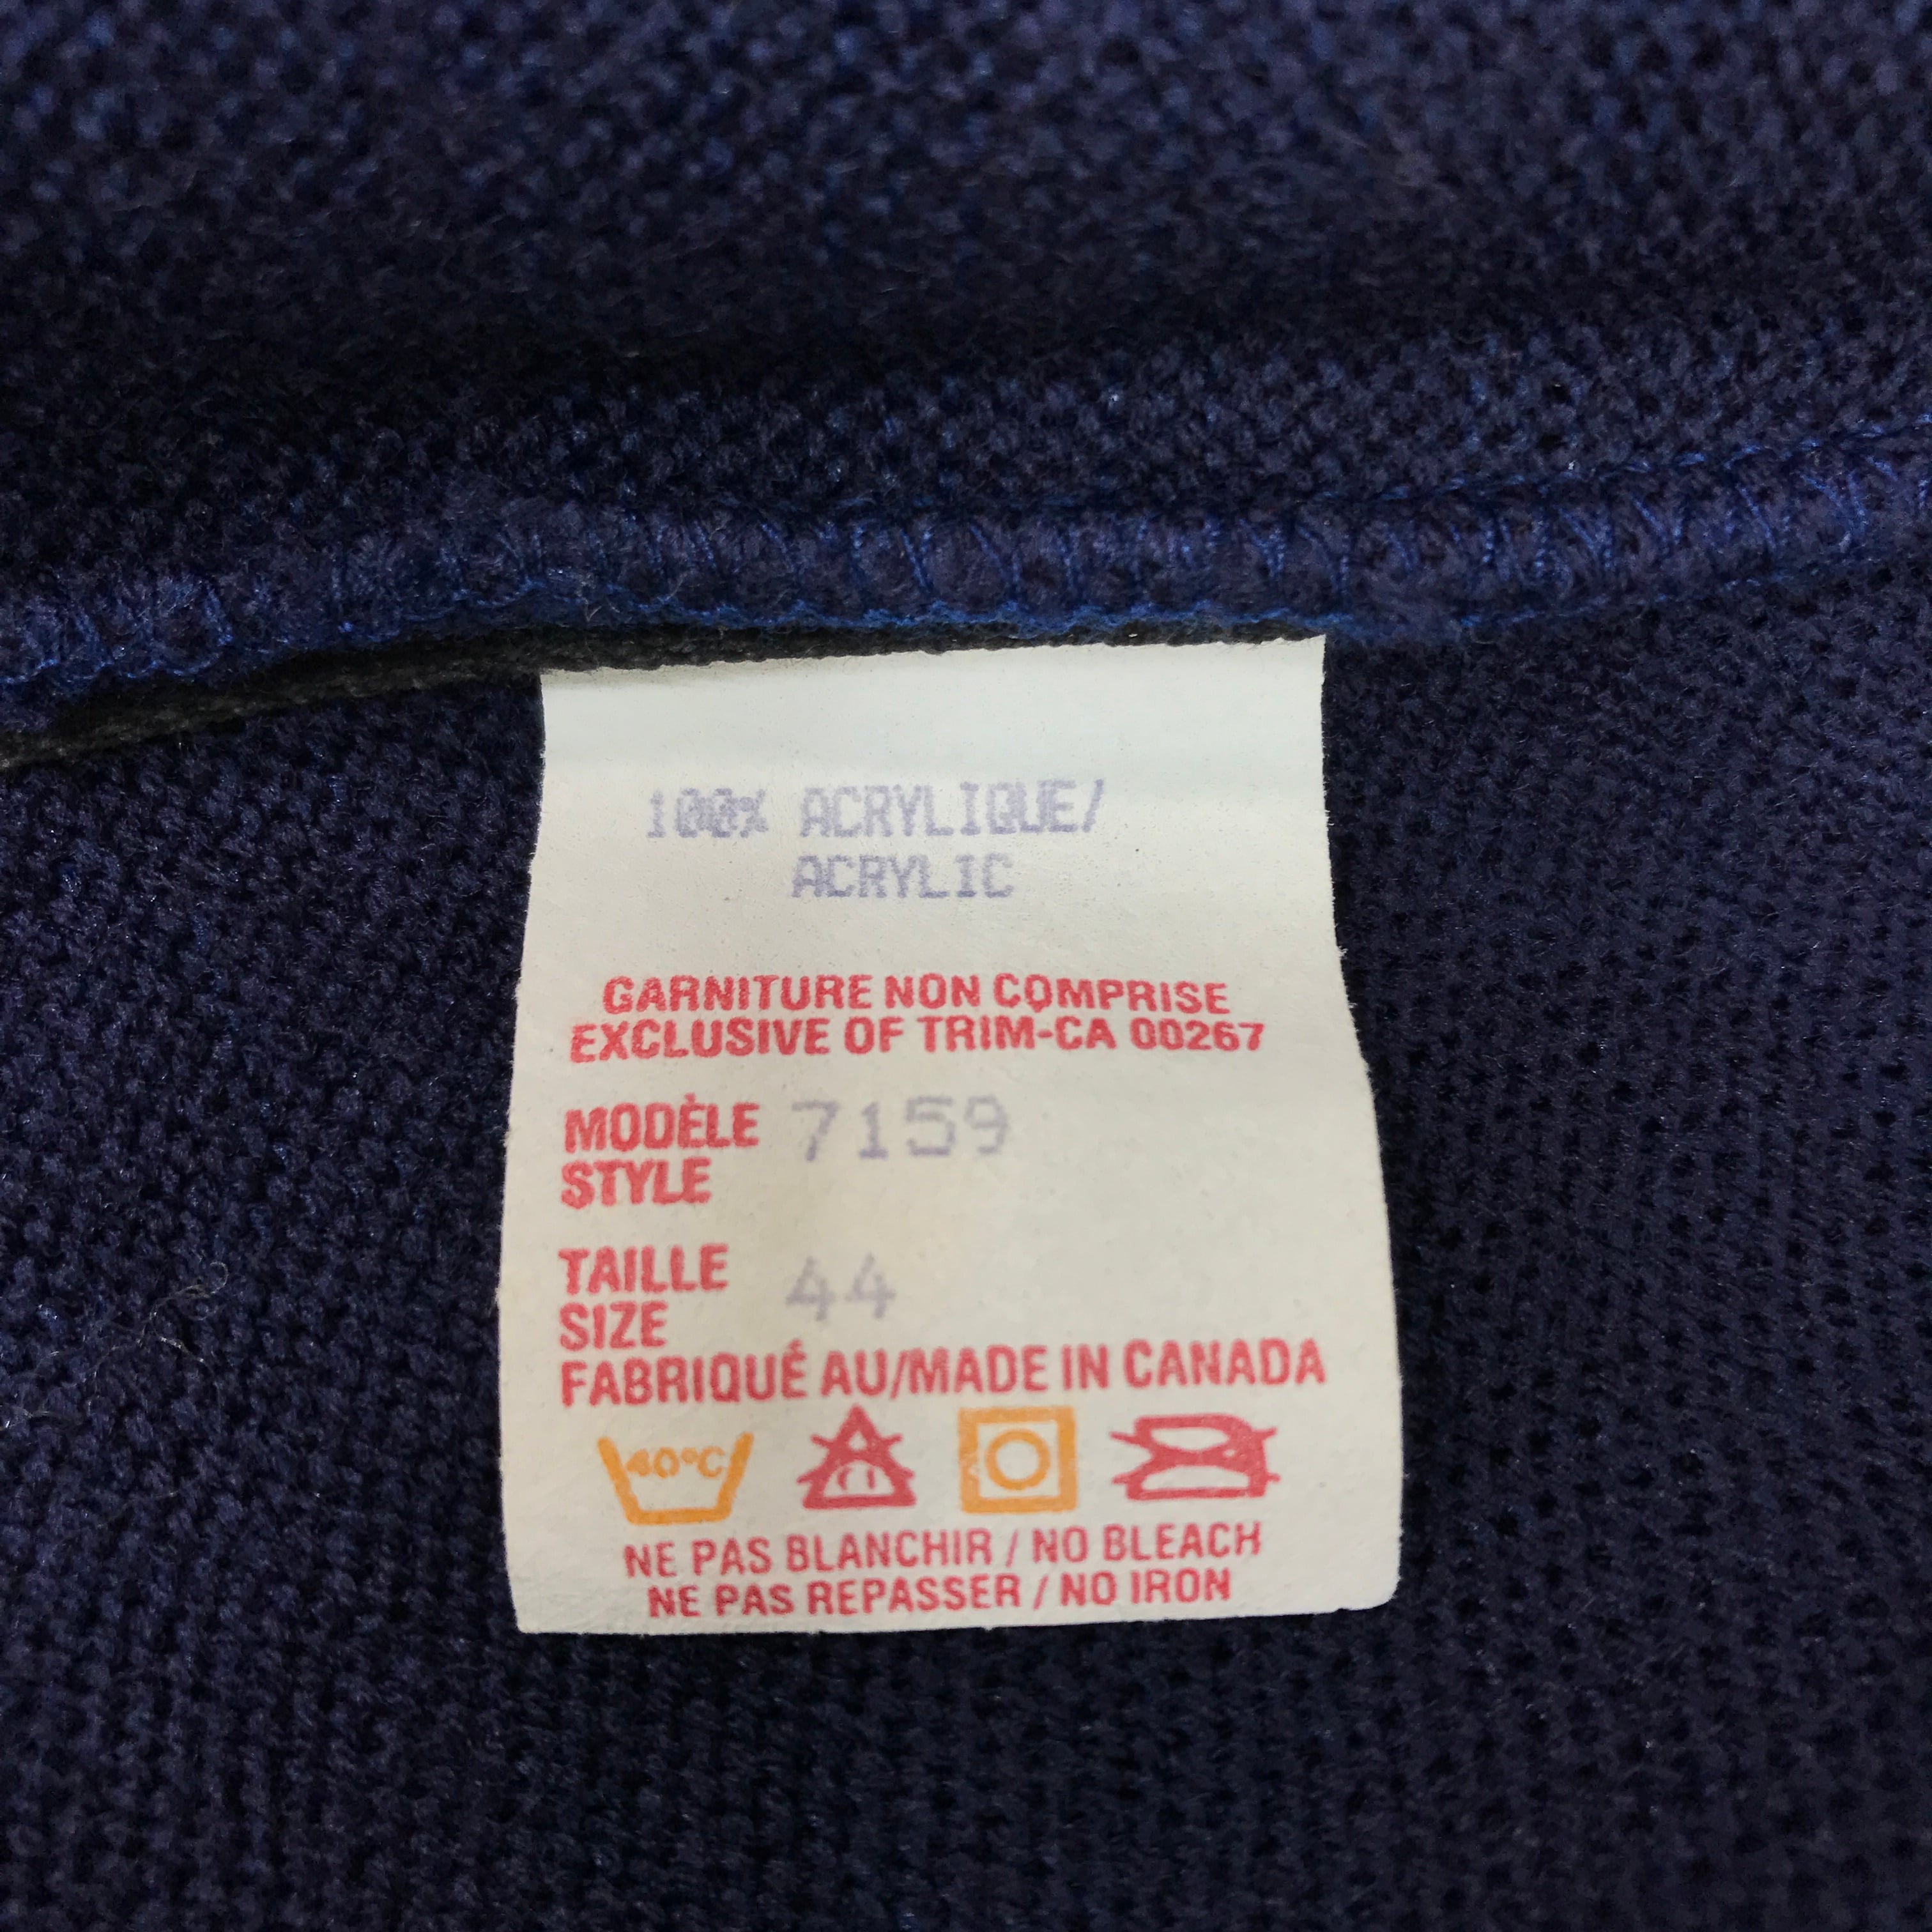 100% ACRYLIQUE/
ACRYLIC
GARNITURE NON COMPRISE
EXCLUSIVE OF TRIM-CA 00267
MODÈLE 7159
STYLE
TAILLE 44
SIZE
FABRIQUÉ AU/MADE IN CANADA
40°C
NE PAS BLANCHIR / NO BLEACH
NE PAS REPASSER / NO IRON